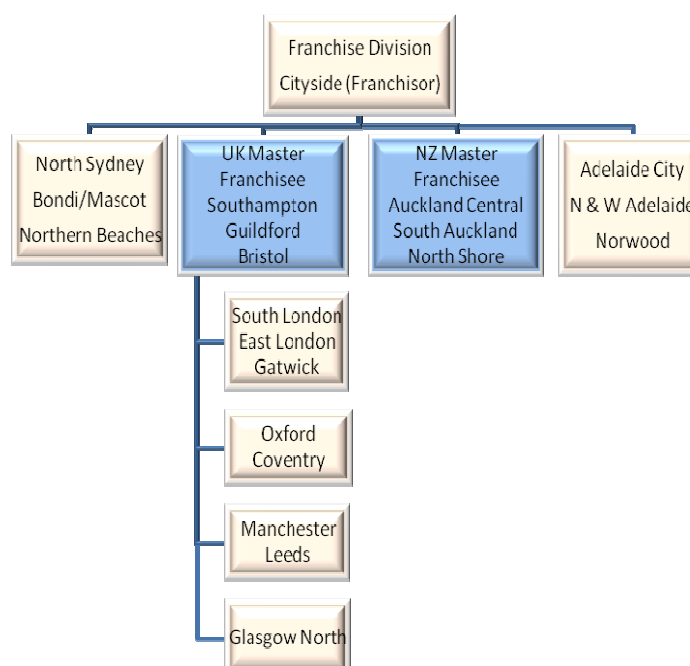 Franchise Division
Cityside (Franchisor)
North Sydney
Bondi/Mascot
Northern Beaches
UK Master
Franchisee
Southampton
Guildford
Bristol
NZ Master
Franchisee
Auckland Central
South Auckland
North Shore
Adelaide City
N & W Adelaide
Norwood
South London
East London
Gatwick
Oxford
Coventry
Manchester
Leeds
Glasgow North